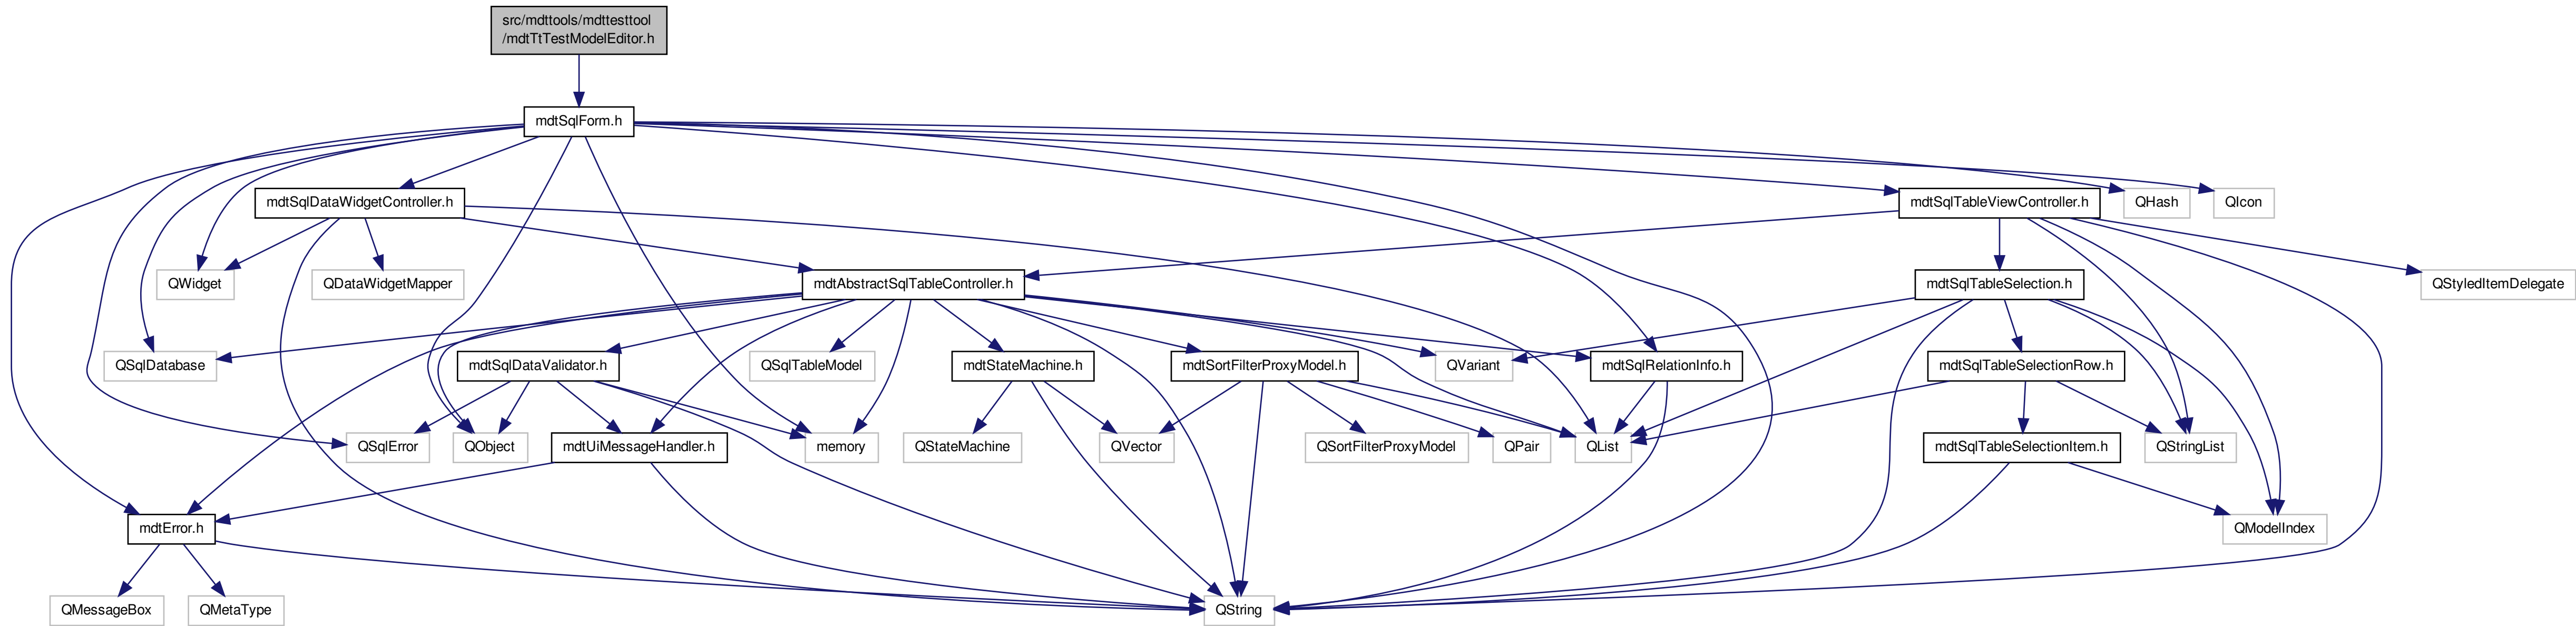 src/mdttools/mdttesttool
/mdtTtTestModelEditor.h
mdtSqlForm.h
mdtSqlDataWidgetController.h
mdtSqlTableViewController.h
QHash
QIcon
QWidget
QDataWidgetMapper
mdtAbstractSqlTableController.h
mdtSqlTableSelection.h
QStyledItemDelegate
QSqlDatabase
mdtSqlDataValidator.h
QSqlTableModel
mdtStateMachine.h
mdtSortFilterProxyModel.h
QVariant
mdtSqlRelationInfo.h
mdtSqlTableSelectionRow.h
QSqlError
QObject
mdtUiMessageHandler.h
memory
QStateMachine
QVector
QSortFilterProxyModel
QPair
QList
mdtSqlTableSelectionItem.h
QStringList
mdtError.h
QModelIndex
QMessageBox
QMetaType
QString